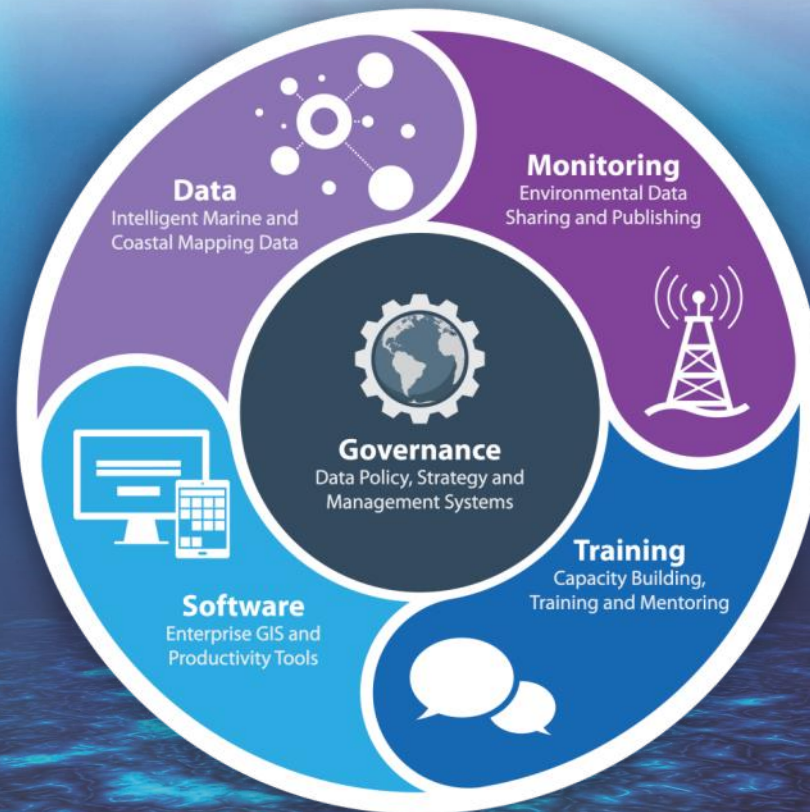 Data
Intelligent Marine and
Coastal Mapping Data
Monitoring
Environmental Data
Sharing and Publishing
Governance
Data Policy, Strategy and
Management Systems
Training
Capacity Building,
Training and Mentoring
Software
Enterprise GIS and
Productivity Tools